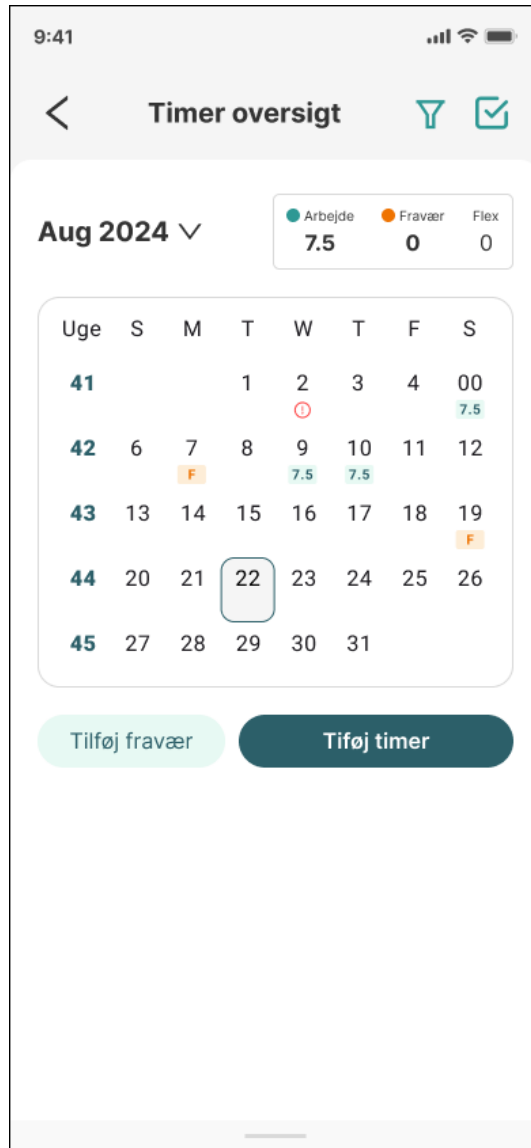 9:41
Timer oversigt
Aug 2024
Arbejde Fravær Flex
7.5 0 0
Uge S M T W T F S
41 1 2 3 4 00
7.5
42 6 7 8 9 10 11 12
F 7.5 7.5
43 13 14 15 16 17 18 19
F
44 20 21 22 23 24 25 26
45 27 28 29 30 31
Tilføj fravær Tiføj timer